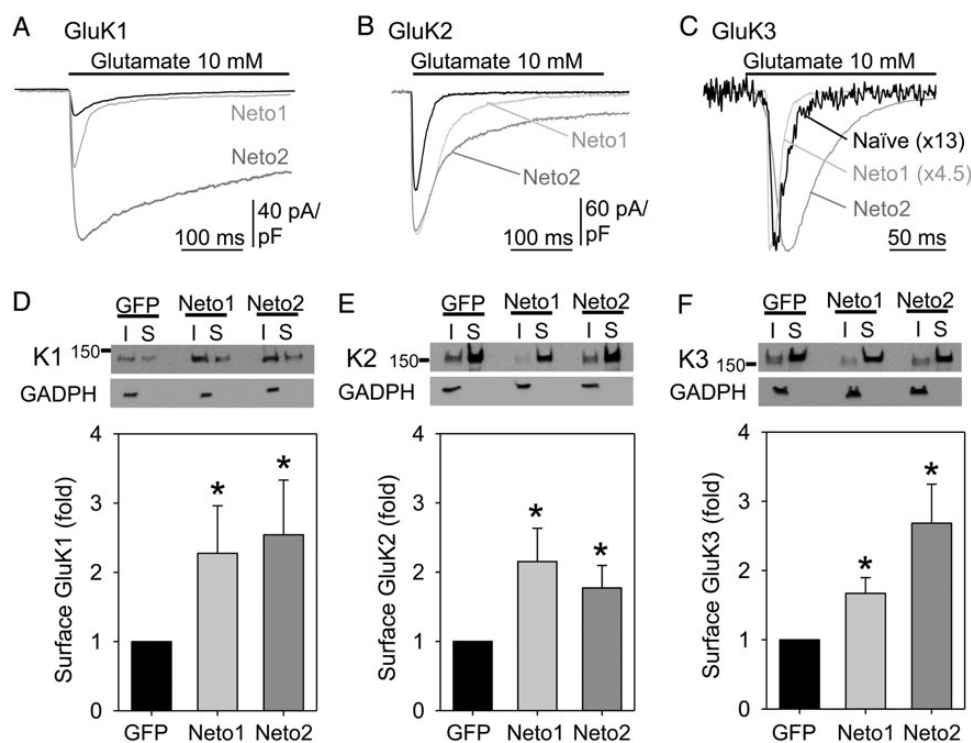 A GluK1
Glutamate 10 mM
Neto1
Neto2
40 pA/
pF
100 ms
B GluK2
Glutamate 10 mM
Neto1
Neto2
60 pA/
pF
100 ms
C GluK3
Glutamate 10 mM
Naïve (x13)
Neto1 (x4.5)
Neto2
50 ms
D GFP Neto1 Neto2
I S I S I S
K1 150
GADPH
Surface GluK1 (fold)
4
3
2
1
0
* *
GFP Neto1 Neto2
E GFP Neto1 Neto2
I S I S I S
K2 150
GADPH
Surface GluK2 (fold)
4
3
2
1
0
* *
GFP Neto1 Neto2
F GFP Neto1 Neto2
I S I S I S
K3 150
GADPH
Surface GluK3 (fold)
4
3
2
1
0
* *
GFP Neto1 Neto2